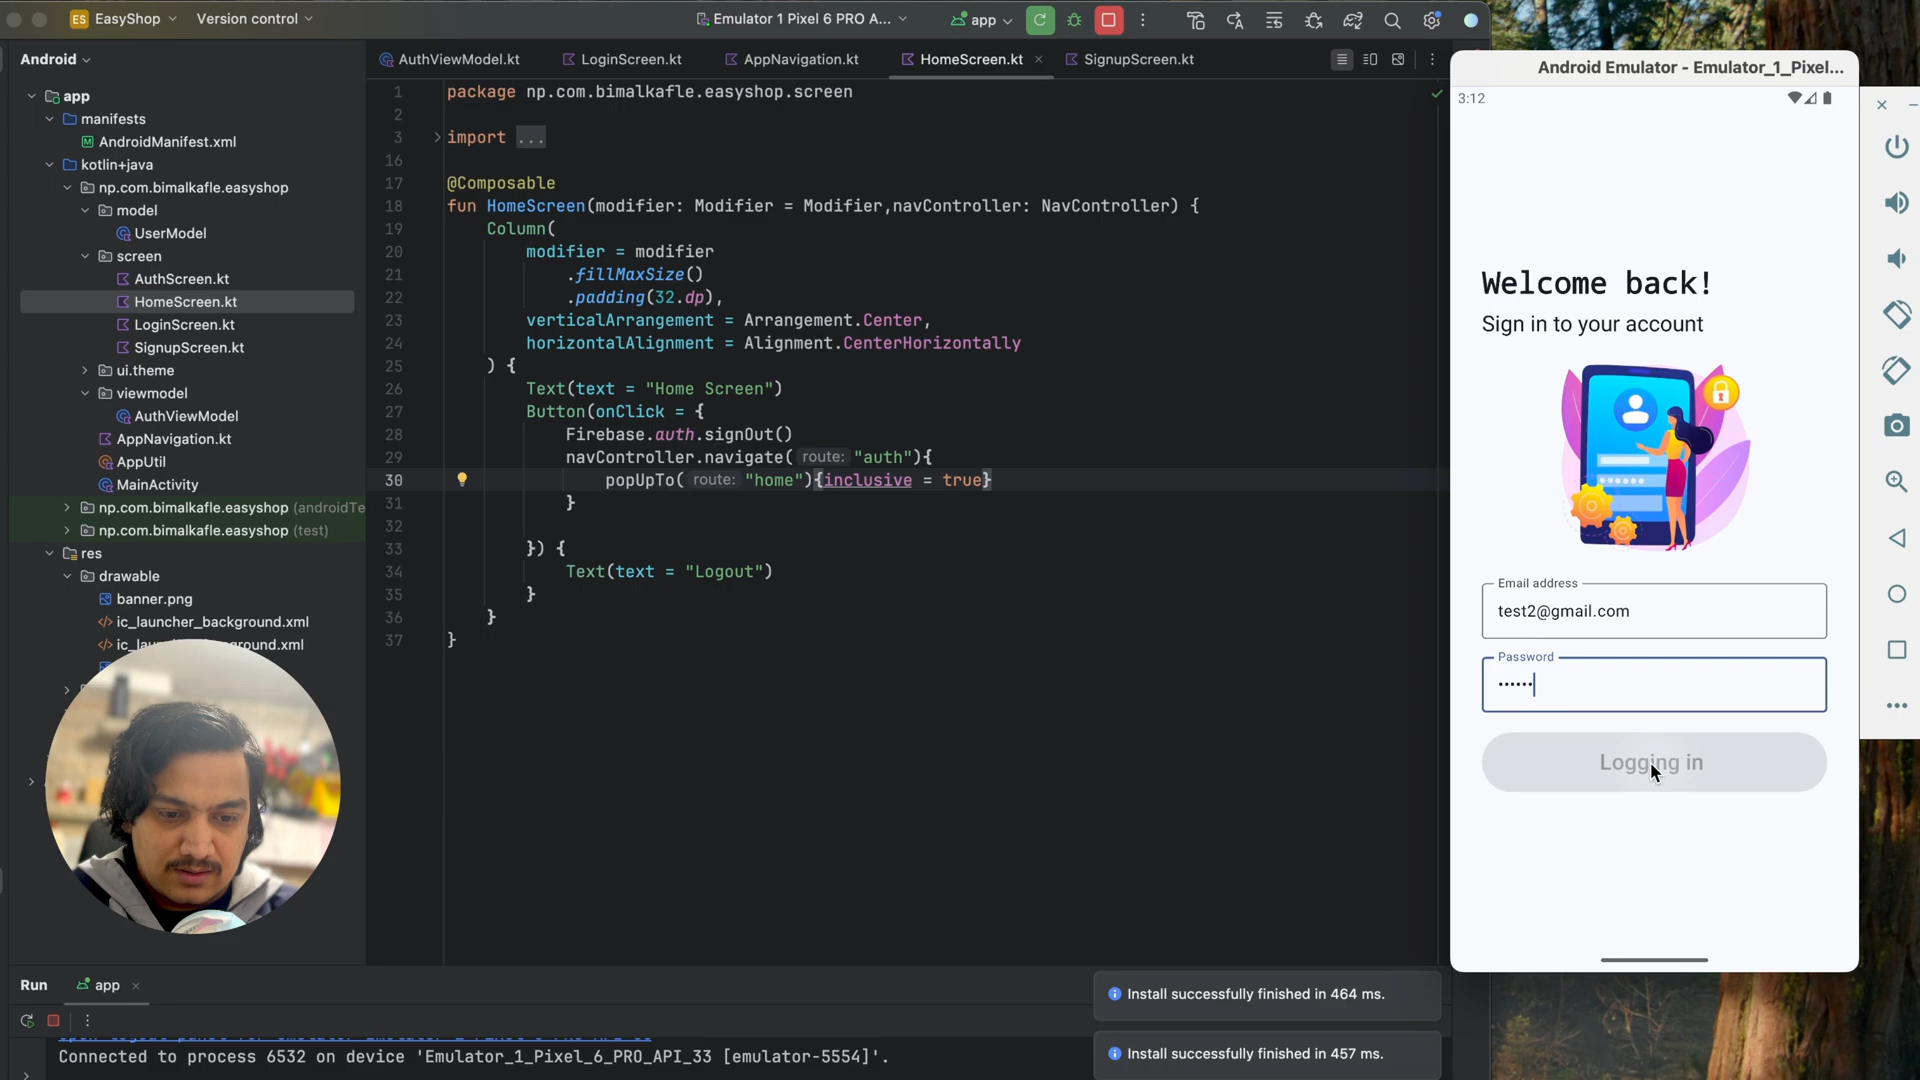 ES EasyShop
Version control
Emulator 1 Pixel 6 PRO A...
app
Android
AuthViewModel.kt
LoginScreen.kt
AppNavigation.kt
HomeScreen.kt
SignupScreen.kt
app
manifests
AndroidManifest.xml
kotlin+java
np.com.bimalkafle.easyshop
model
UserModel
screen
AuthScreen.kt
HomeScreen.kt
LoginScreen.kt
SignupScreen.kt
ui.theme
viewmodel
AuthViewModel
AppNavigation.kt
AppUtil
MainActivity
np.com.bimalkafle.easyshop (androidTe
np.com.bimalkafle.easyshop (test)
res
drawable
banner.png
ic_launcher_background.xml
1 package np.com.bimalkafle.easyshop.screen
2
3 import ...
16
17 @Composable
18 fun HomeScreen(modifier: Modifier = Modifier,navController: NavController) {
19 Column(
20 modifier = modifier
21 .fillMaxSize()
22 .padding(32.dp),
23 verticalArrangement = Arrangement.Center,
24 horizontalAlignment = Alignment.CenterHorizontally
25 ) {
26 Text(text = "Home Screen")
27 Button(onClick = {
28 Firebase.auth.signOut()
29 navController.navigate( route: "auth"){
30 popUpTo( route: "home"){inclusive = true}
31 }
32
33 }) {
34 Text(text = "Logout")
35 }
36 }
37 }
Android Emulator - Emulator_1_Pixel...
3:12
Welcome back!
Sign in to your account
Email address
test2@gmail.com
Password
••••••
Logging in
Run
app
Install successfully finished in 464 ms.
Install successfully finished in 457 ms.
Connected to process 6532 on device 'Emulator_1_Pixel_6_PRO_API_33 [emulator-5554]'.